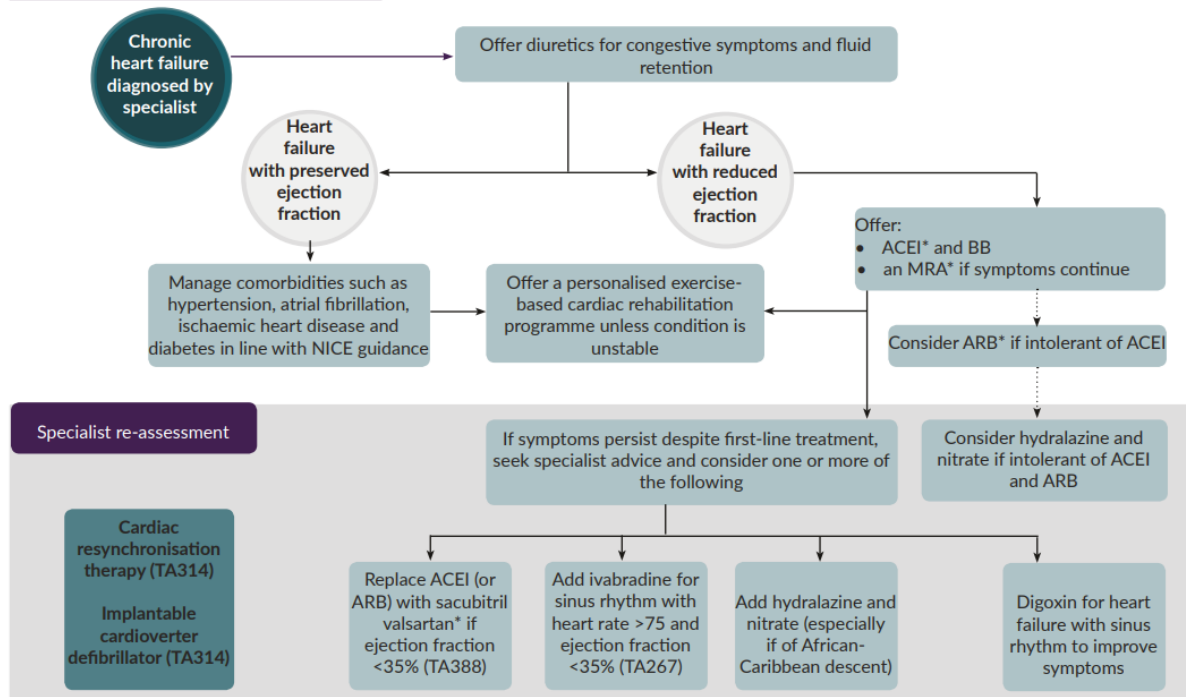 Chronic
heart failure
diagnosed by
specialist
Offer diuretics for congestive symptoms and fluid
retention
Heart
failure
with preserved
ejection
fraction
Heart
failure
with reduced
ejection
fraction
Offer:
• ACEI* and BB
• an MRA* if symptoms continue
Manage comorbidities such as
hypertension, atrial fibrillation,
ischaemic heart disease and
diabetes in line with NICE guidance
Offer a personalised exercise-
based cardiac rehabilitation
programme unless condition is
unstable
Consider ARB* if intolerant of ACEI
Specialist re-assessment
If symptoms persist despite first-line treatment,
seek specialist advice and consider one or more of
the following
Consider hydralazine and
nitrate if intolerant of ACEI
and ARB
Cardiac
resynchronisation
therapy (TA314)
Implantable
cardioverter
defibrillator (TA314)
Replace ACEI (or
ARB) with sacubitril
valsartan* if
ejection fraction
<35% (TA388)
Add ivabradine for
sinus rhythm with
heart rate >75 and
ejection fraction
<35% (TA267)
Add hydralazine and
nitrate (especially
if of African-
Caribbean descent)
Digoxin for heart
failure with sinus
rhythm to improve
symptoms